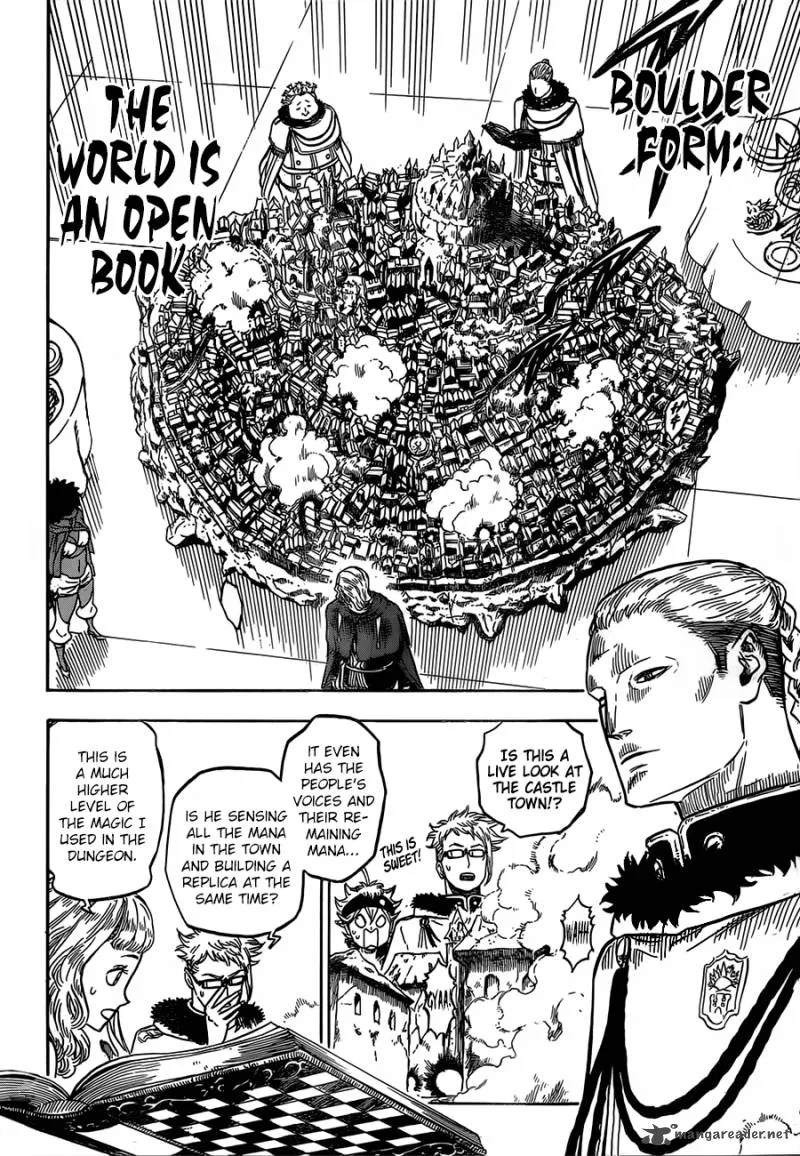 BOULDER
FORM:
THE
WORLD IS
AN OPEN
BOOK
IS THIS A
LIVE LOOK AT
THE CASTLE
TOWN!?
THIS IS
SWEET!
GYAA!
WAAH
IT EVEN
HAS THE
PEOPLE'S
VOICES AND
THEIR RE-
MAINING
MANA...
IS HE SENSING
ALL THE MANA
IN THE TOWN
AND BUILDING A
REPLICA AT THE
SAME TIME?
THIS IS
A MUCH
HIGHER
LEVEL OF
THE MAGIC I
USED IN THE
DUNGEON.
mangareader.net